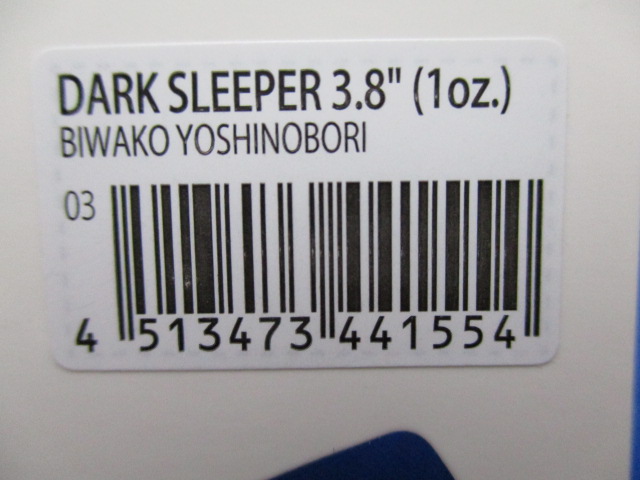 DARK SLEEPER 3.8" (1oz.)
BIWAKO YOSHINOBORI
03
4 513473 441554